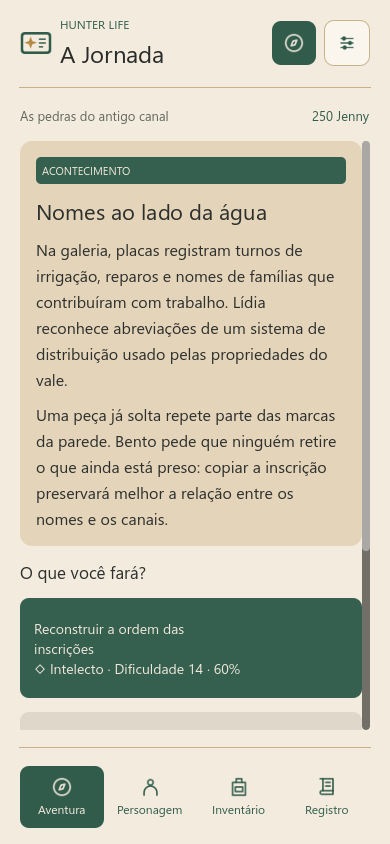 HUNTER LIFE
A Jornada
As pedras do antigo canal
250 Jenny
ACONTECIMENTO
Nomes ao lado da água
Na galeria, placas registram turnos de
irrigação, reparos e nomes de famílias que
contribuíram com trabalho. Lídia
reconhece abreviações de um sistema de
distribuição usado pelas propriedades do
vale.
Uma peça já solta repete parte das marcas
da parede. Bento pede que ninguém retire
o que ainda está preso: copiar a inscrição
preservará melhor a relação entre os
nomes e os canais.
O que você fará?
Reconstruir a ordem das
inscrições
◇ Intelecto · Dificuldade 14 · 60%
Aventura
Personagem
Inventário
Registro